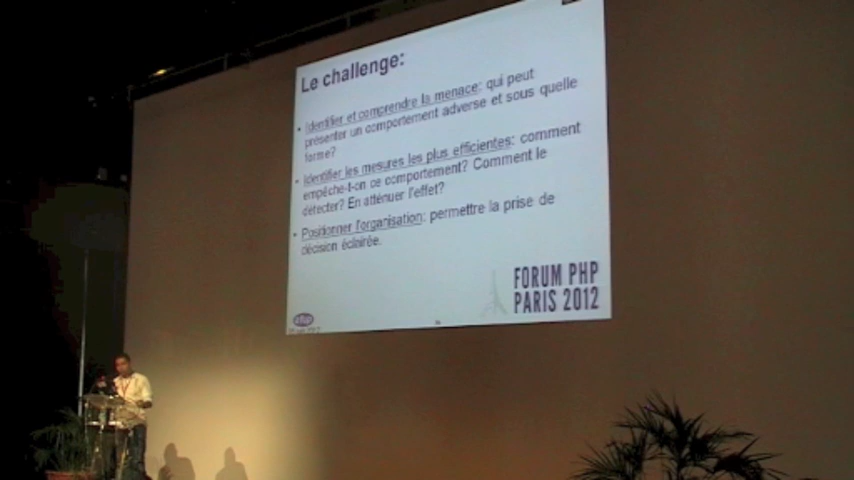 Le challenge:
• Identifier et comprendre la menace: qui peut
présenter un comportement adverse et sous quelle
forme?
• Identifier les mesures les plus efficientes: comment
empêche-t-on ce comportement? Comment le
détecter? En atténuer l'effet?
• Positionner l'organisation: permettre la prise de
décision éclairée.
FORUM PHP
PARIS 2012
afup